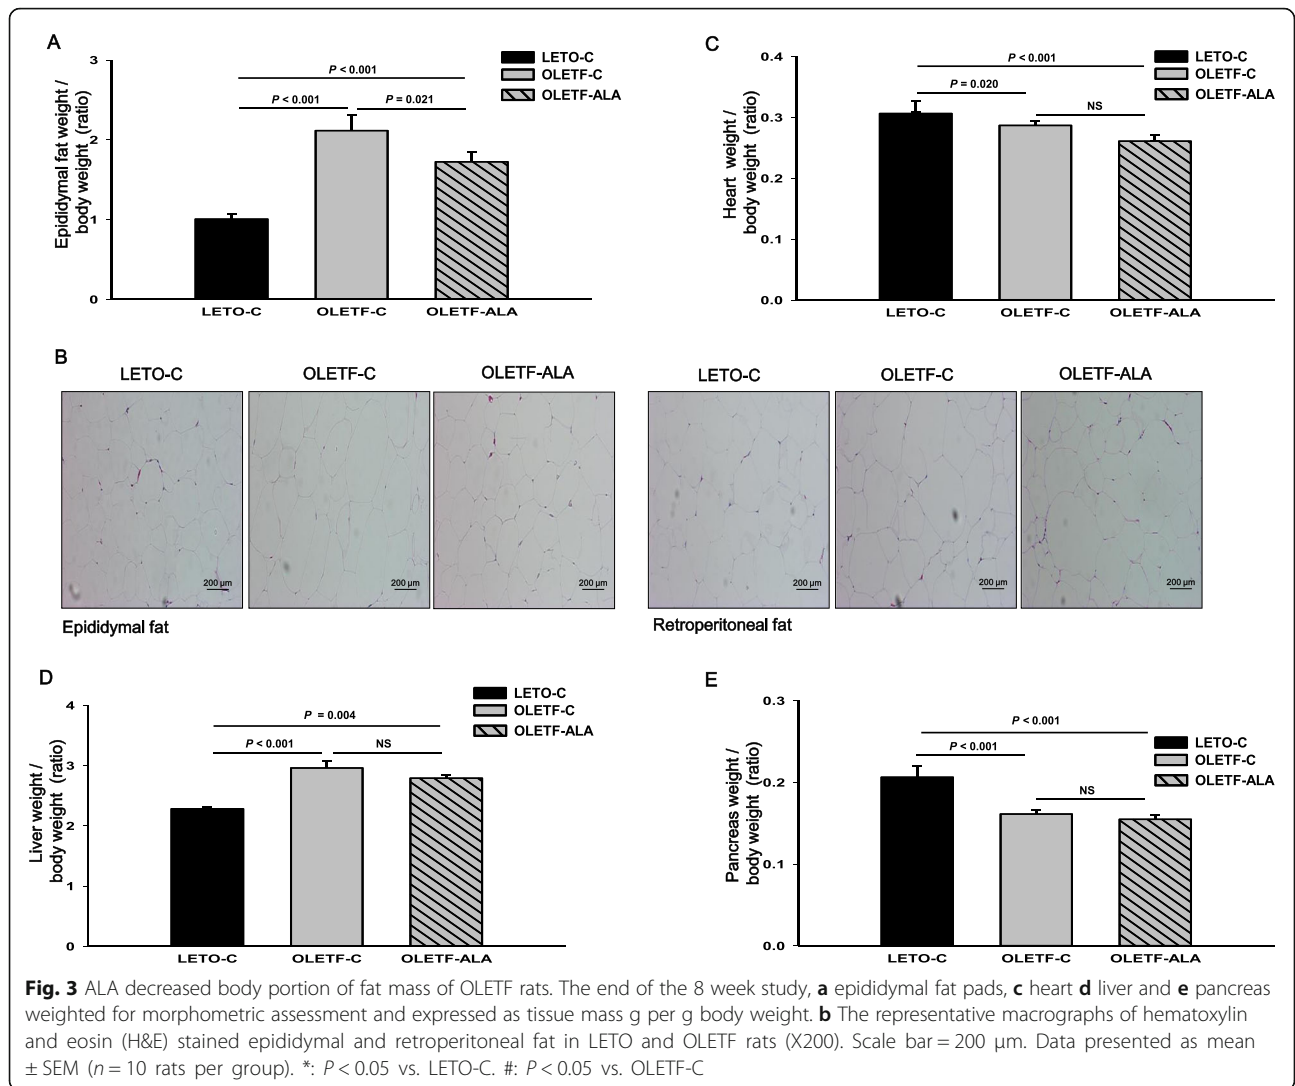 A
Epididymal fat weight /
body weight (ratio)
3
2
1
0
P < 0.001
P < 0.001
P = 0.021
LETO-C
OLETF-C
OLETF-ALA
LETO-C
OLETF-C
OLETF-ALA
C
Heart weight /
body weight (ratio)
0.4
0.3
0.2
0.1
0.0
P < 0.001
P = 0.020
NS
LETO-C
OLETF-C
OLETF-ALA
LETO-C
OLETF-C
OLETF-ALA
B
LETO-C
OLETF-C
OLETF-ALA
LETO-C
OLETF-C
OLETF-ALA
200 µm
200 µm
200 µm
200 µm
200 µm
200 µm
Epididymal fat
Retroperitoneal fat
D
Liver weight /
body weight (ratio)
4
3
2
1
0
P = 0.004
P < 0.001
NS
LETO-C
OLETF-C
OLETF-ALA
LETO-C
OLETF-C
OLETF-ALA
E
Pancreas weight /
body weight (ratio)
0.3
0.2
0.1
0.0
P < 0.001
P < 0.001
NS
LETO-C
OLETF-C
OLETF-ALA
LETO-C
OLETF-C
OLETF-ALA
Fig. 3 ALA decreased body portion of fat mass of OLETF rats. The end of the 8 week study, a epididymal fat pads, c heart d liver and e pancreas
weighted for morphometric assessment and expressed as tissue mass g per g body weight. b The representative macrographs of hematoxylin
and eosin (H&E) stained epididymal and retroperitoneal fat in LETO and OLETF rats (X200). Scale bar = 200 µm. Data presented as mean
± SEM (n = 10 rats per group). *: P < 0.05 vs. LETO-C. #: P < 0.05 vs. OLETF-C